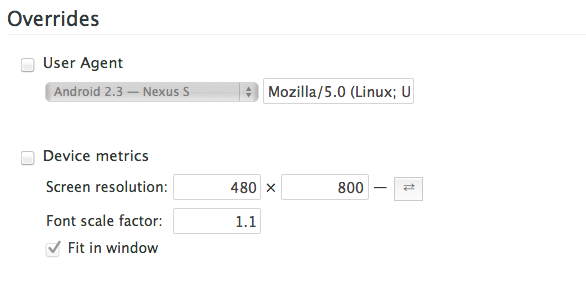 Overrides
User Agent
Android 2.3 — Nexus S Mozilla/5.0 (Linux; U
Device metrics
Screen resolution: 480 × 800 —
Font scale factor: 1.1
Fit in window